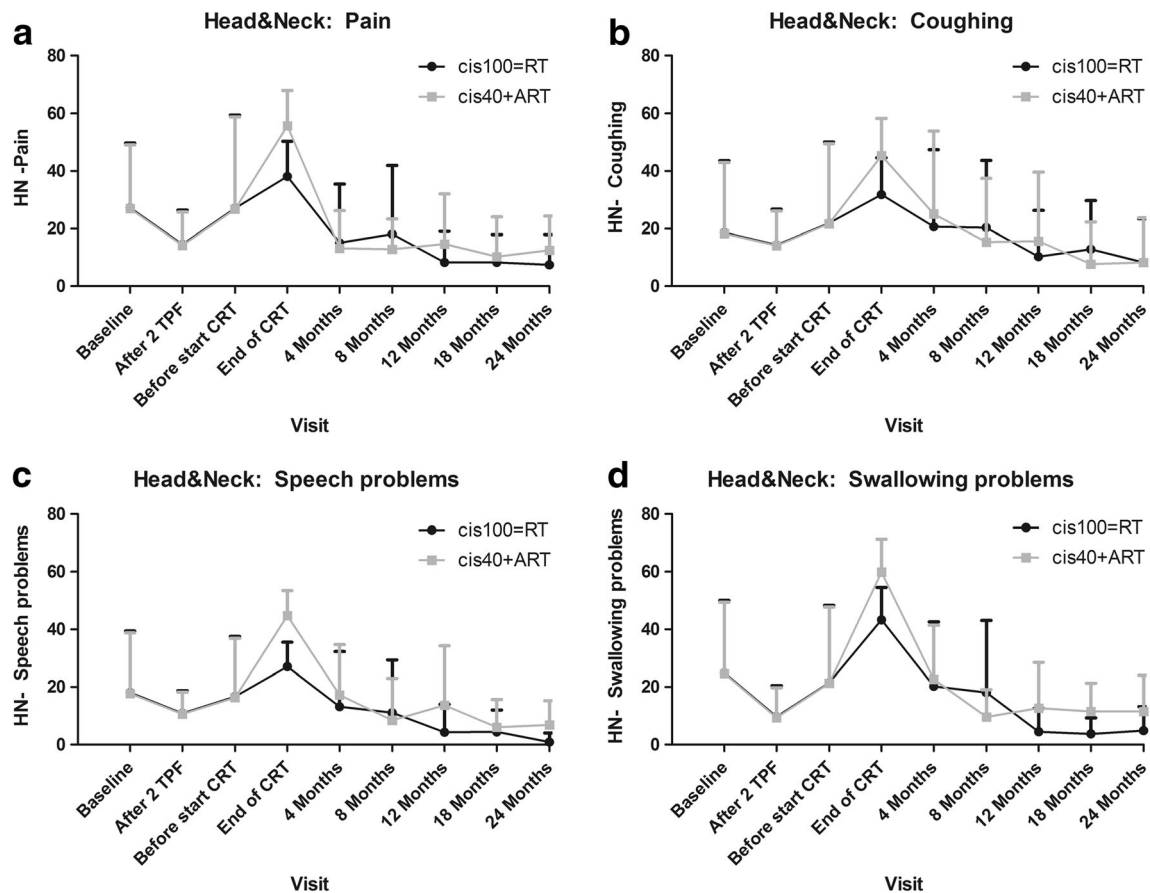 a
Head&Neck: Pain
80
60
40
20
0
HN -Pain
cis100=RT
cis40+ART
Baseline
After 2 TPF
Before start CRT
End of CRT
4 Months
8 Months
12 Months
18 Months
24 Months
Visit
b
Head&Neck: Coughing
80
60
40
20
0
HN- Coughing
cis100=RT
cis40+ART
Baseline
After 2 TPF
Before start CRT
End of CRT
4 Months
8 Months
12 Months
18 Months
24 Months
Visit
c
Head&Neck: Speech problems
80
60
40
20
0
HN- Speech problems
cis100=RT
cis40+ART
Baseline
After 2 TPF
Before start CRT
End of CRT
4 Months
8 Months
12 Months
18 Months
24 Months
Visit
d
Head&Neck: Swallowing problems
80
60
40
20
0
HN- Swallowing problems
cis100=RT
cis40+ART
Baseline
After 2 TPF
Before start CRT
End of CRT
4 Months
8 Months
12 Months
18 Months
24 Months
Visit